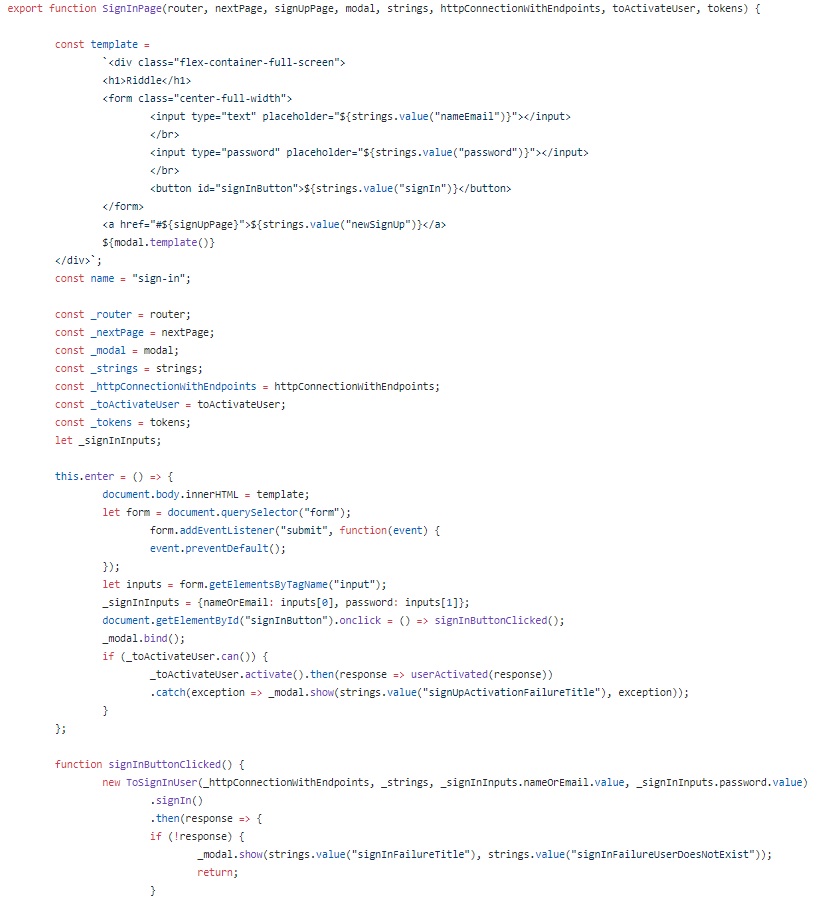 export function SignInPage(router, nextPage, signUpPage, modal, strings, httpConnectionWithEndpoints, toActivateUser, tokens) {
const template =
`<div class="flex-container-full-screen">
<h1>Riddle</h1>
<form class="center-full-width">
<input type="text" placeholder="${strings.value("nameEmail")}"></input>
</br>
<input type="password" placeholder="${strings.value("password")}"></input>
</br>
<button id="signInButton">${strings.value("signIn")}</button>
</form>
<a href="#${signUpPage}">${strings.value("newSignUp")}</a>
${modal.template()}
</div>`;
const name = "sign-in";
const _router = router;
const _nextPage = nextPage;
const _modal = modal;
const _strings = strings;
const _httpConnectionWithEndpoints = httpConnectionWithEndpoints;
const _toActivateUser = toActivateUser;
const _tokens = tokens;
let _signInInputs;
this.enter = () => {
document.body.innerHTML = template;
let form = document.querySelector("form");
form.addEventListener("submit", function(event) {
event.preventDefault();
});
let inputs = form.getElementsByTagName("input");
_signInInputs = {nameOrEmail: inputs[0], password: inputs[1]};
document.getElementById("signInButton").onclick = () => signInButtonClicked();
_modal.bind();
if (_toActivateUser.can()) {
_toActivateUser.activate().then(response => userActivated(response))
.catch(exception => _modal.show(strings.value("signUpActivationFailureTitle"), exception));
}
};
function signInButtonClicked() {
new ToSignInUser(_httpConnectionWithEndpoints, _strings, _signInInputs.nameOrEmail.value, _signInInputs.password.value)
.signIn()
.then(response => {
if (!response) {
_modal.show(strings.value("signInFailureTitle"), strings.value("signInFailureUserDoesNotExist"));
return;
}